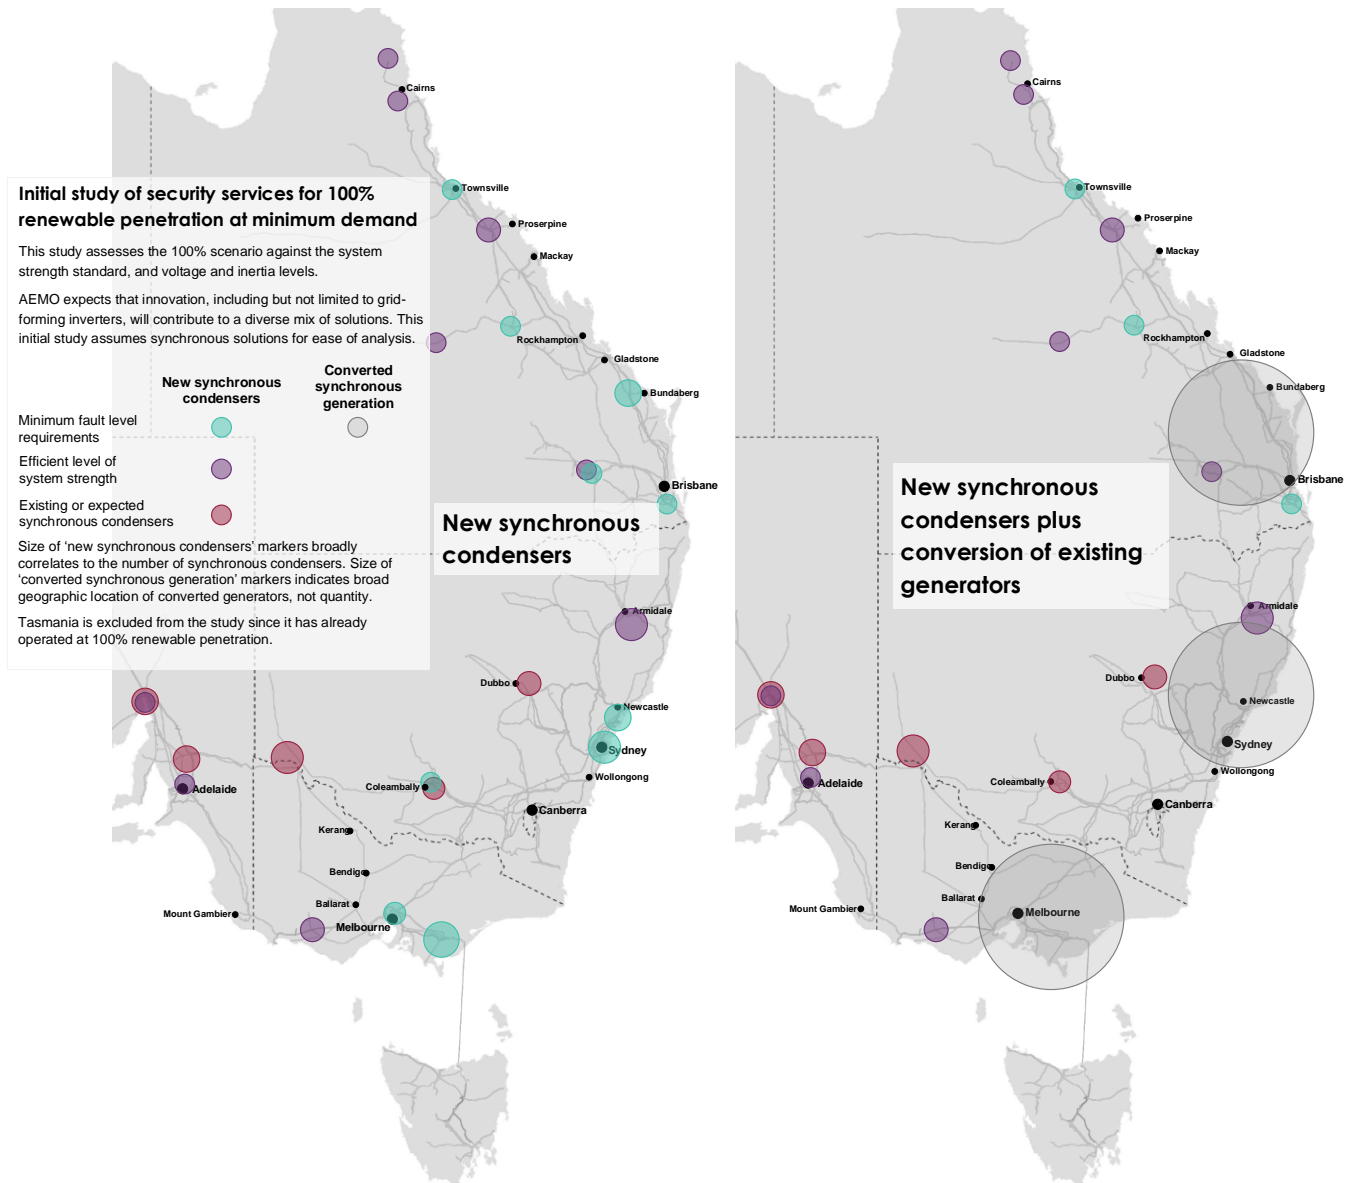 Cairns
Townsville
Proserpine
Mackay
Rockhampton
Gladstone
Bundaberg
Brisbane
Armidale
Dubbo
Newcastle
Sydney
Wollongong
Coleambally
Canberra
Adelaide
Kerang
Bendigo
Ballarat
Mount Gambier
Melbourne
Initial study of security services for 100%
renewable penetration at minimum demand
This study assesses the 100% scenario against the system
strength standard, and voltage and inertia levels.
AEMO expects that innovation, including but not limited to grid-
forming inverters, will contribute to a diverse mix of solutions. This
initial study assumes synchronous solutions for ease of analysis.
New synchronous
condensers
Converted
synchronous
generation
Minimum fault level
requirements
Efficient level of
system strength
Existing or expected
synchronous condensers
Size of ‘new synchronous condensers’ markers broadly
correlates to the number of synchronous condensers. Size of
‘converted synchronous generation’ markers indicates broad
geographic location of converted generators, not quantity.
Tasmania is excluded from the study since it has already
operated at 100% renewable penetration.
New synchronous
condensers
Cairns
Townsville
Proserpine
Mackay
Rockhampton
Gladstone
Bundaberg
Brisbane
New synchronous
condensers plus
conversion of existing
generators
Armidale
Dubbo
Newcastle
Sydney
Wollongong
Coleambally
Canberra
Adelaide
Kerang
Bendigo
Ballarat
Mount Gambier
Melbourne